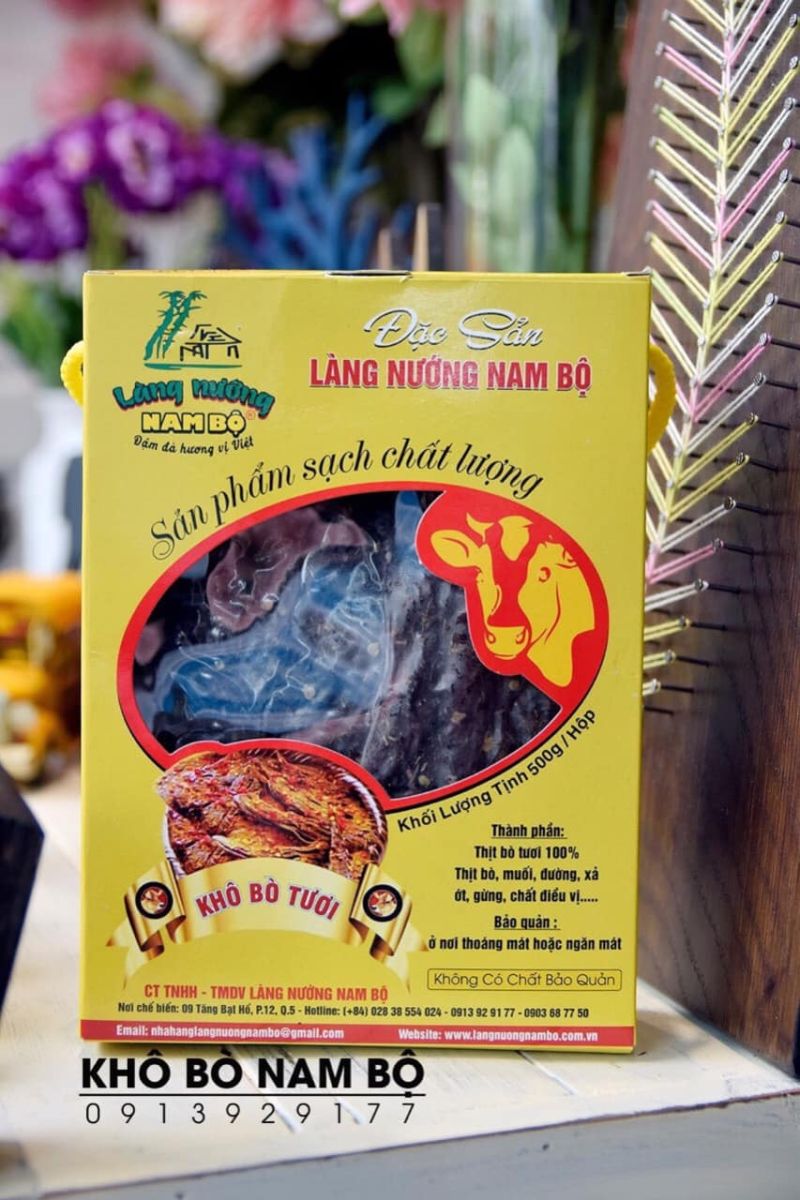 Đặc Sản
LÀNG NƯỚNG NAM BỘ
Làng nướng
NAM BỘ®
Đậm đà hương vị Việt
Sản phẩm sạch chất lượng
Khối Lượng Tịnh 500g / Hộp
Thành phần:
Thịt bò tươi 100%
Thịt bò, muối, đường, xả
ớt, gừng, chất điều vị.....
Bảo quản :
ở nơi thoáng mát hoặc ngăn mát
Không Có Chất Bảo Quản
KHÔ BÒ TƯƠI
CT TNHH - TMDV LÀNG NƯỚNG NAM BỘ
Nơi chế biến: 09 Tăng Bạt Hổ, P.12, Q.5 - Hotline: (+84) 028 38 554 024 - 0913 92 91 77 - 0903 68 77 50
Email: nhahanglangnuongnambo@gmail.com Website: www.langnuongnambo.com.vn
KHÔ BÒ NAM BỘ
0913929177